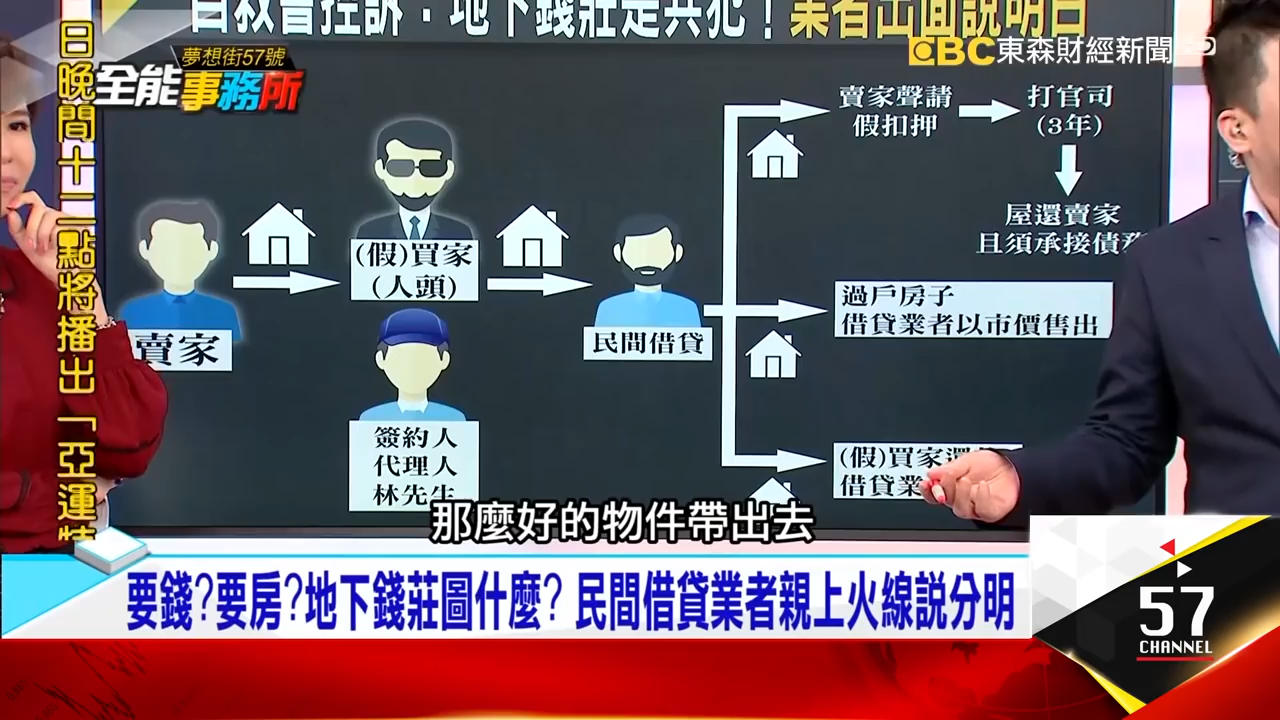 自救會控訴：地下錢莊是共犯！業者出面說明白
EBC東森財經新聞
夢想街57號
全能事務所
日晚間十二點將播出「亞運特
賣家
(假)買家
(人頭)
簽約人
代理人
林先生
民間借貸
賣家聲請
假扣押
打官司
(3年)
屋還賣家
且須承接債務
過戶房子
借貸業者以市價售出
(假)買家
借貸業
那麼好的物件帶出去
要錢?要房?地下錢莊圖什麼? 民間借貸業者親上火線説分明
57
CHANNEL